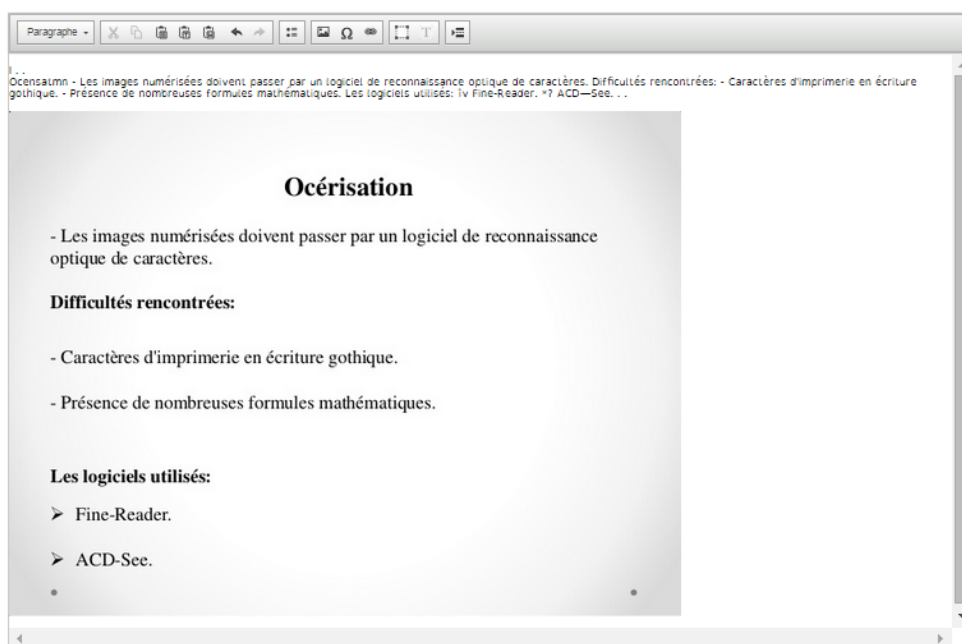 Paragraphe
I . .
Ocensatmn - Les images numérisées doivent passer par un logiciel de reconnaissance optique de caractères. Difficultés rencontrées: - Caractères d'imprimerie en écriture
gothique. - Présence de nombreuses formules mathématiques. Les logiciels utilisés: îv Fine-Reader. *? ACD—See. . .
Océrisation
- Les images numérisées doivent passer par un logiciel de reconnaissance
optique de caractères.
Difficultés rencontrées:
- Caractères d'imprimerie en écriture gothique.
- Présence de nombreuses formules mathématiques.
Les logiciels utilisés:
➢ Fine-Reader.
➢ ACD-See.